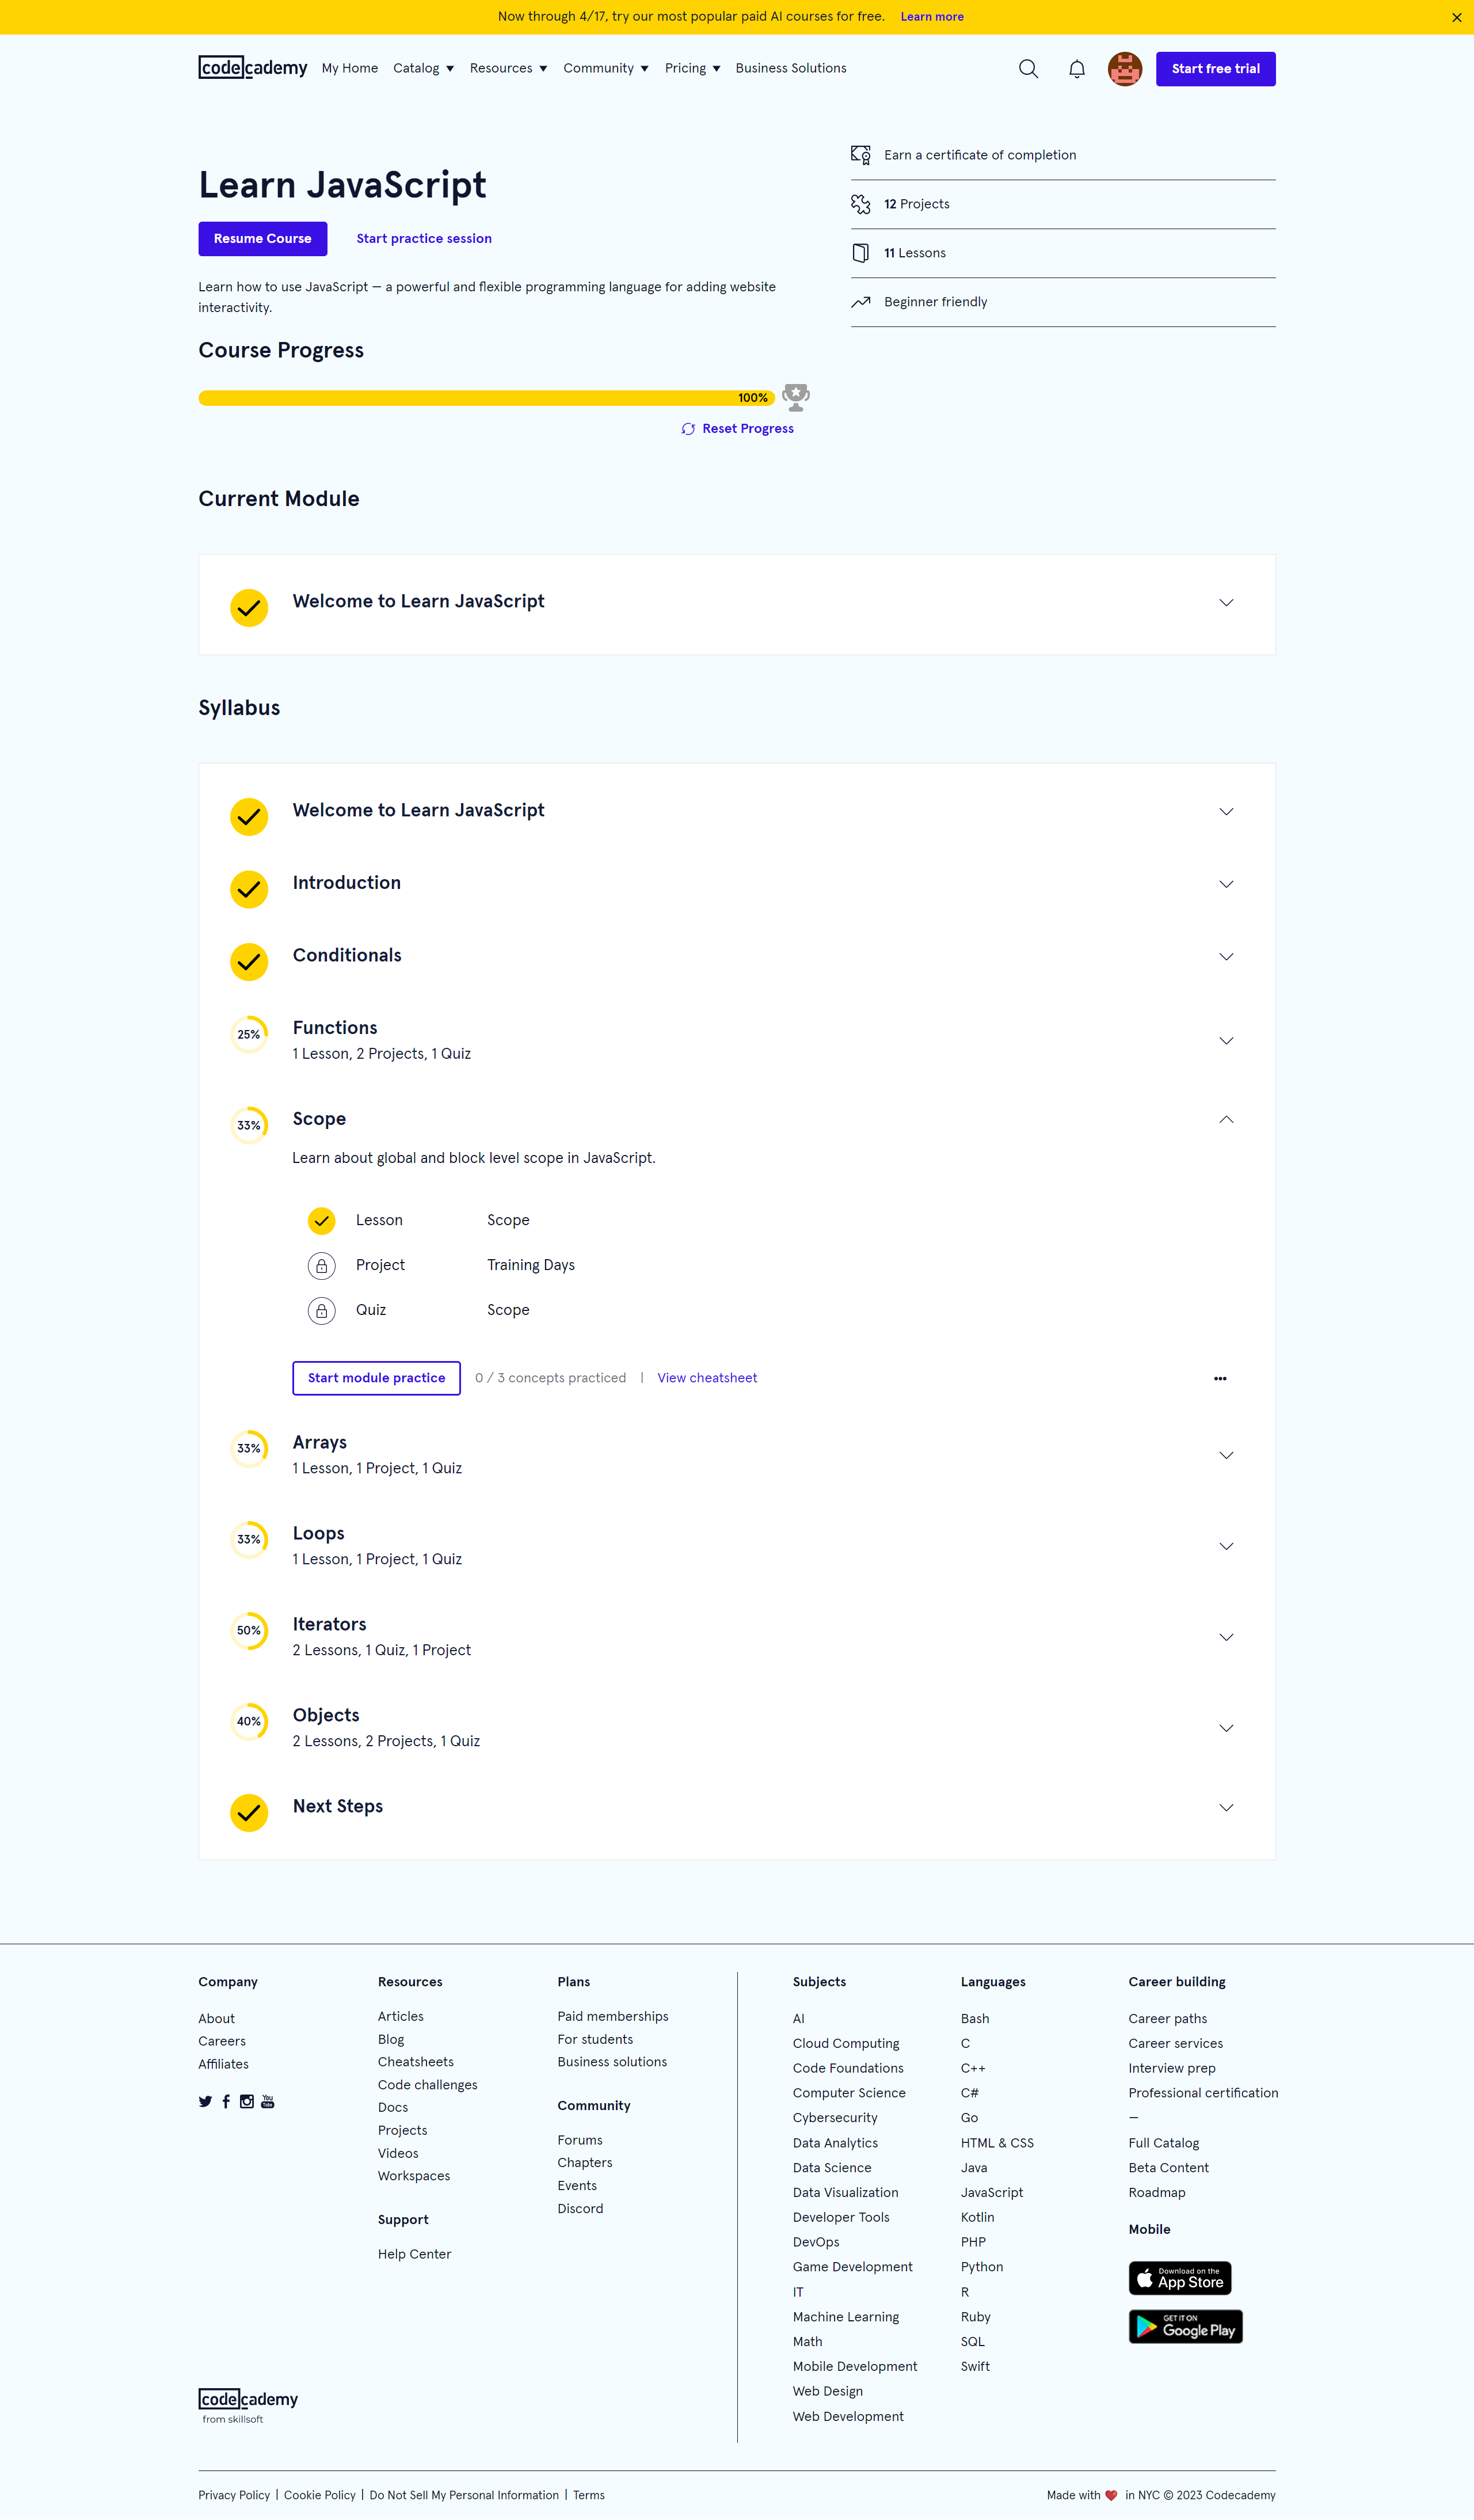 Now through 4/17, try our most popular paid AI courses for free. Learn more
codecademy My Home Catalog Resources Community Pricing Business Solutions Start free trial
Learn JavaScript
Resume Course Start practice session
Learn how to use JavaScript — a powerful and flexible programming language for adding website
interactivity.
Earn a certificate of completion
12 Projects
11 Lessons
Beginner friendly
Course Progress
100%
Reset Progress
Current Module
Welcome to Learn JavaScript
Syllabus
Welcome to Learn JavaScript
Introduction
Conditionals
25% Functions
1 Lesson, 2 Projects, 1 Quiz
33% Scope
Learn about global and block level scope in JavaScript.
Lesson Scope
Project Training Days
Quiz Scope
Start module practice 0 / 3 concepts practiced | View cheatsheet
33% Arrays
1 Lesson, 1 Project, 1 Quiz
33% Loops
1 Lesson, 1 Project, 1 Quiz
50% Iterators
2 Lessons, 1 Quiz, 1 Project
40% Objects
2 Lessons, 2 Projects, 1 Quiz
Next Steps
Company
About
Careers
Affiliates
You
Tube
Resources
Articles
Blog
Cheatsheets
Code challenges
Docs
Projects
Videos
Workspaces
Support
Help Center
Plans
Paid memberships
For students
Business solutions
Community
Forums
Chapters
Events
Discord
codecademy
from skillsoft
Subjects
AI
Cloud Computing
Code Foundations
Computer Science
Cybersecurity
Data Analytics
Data Science
Data Visualization
Developer Tools
DevOps
Game Development
IT
Machine Learning
Math
Mobile Development
Web Design
Web Development
Languages
Bash
C
C++
C#
Go
HTML & CSS
Java
JavaScript
Kotlin
PHP
Python
R
Ruby
SQL
Swift
Career building
Career paths
Career services
Interview prep
Professional certification
—
Full Catalog
Beta Content
Roadmap
Mobile
Download on the
App Store
GET IT ON
Google Play
Privacy Policy | Cookie Policy | Do Not Sell My Personal Information | Terms
Made with ❤️ in NYC © 2023 Codecademy